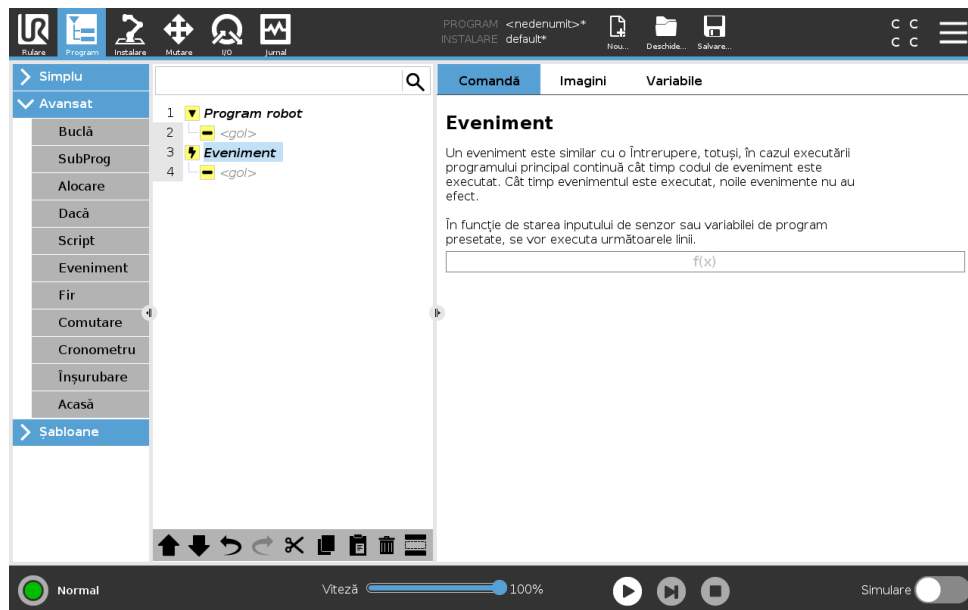 PROGRAM <nedenumit>*
INSTALARE default*
Rulare Program Instalare Mutare I/O Jurnal Nou... Deschide... Salvare...
C C
C C
Simplu
Avansat
Buclă
SubProg
Alocare
Dacă
Script
Eveniment
Fir
Comutare
Cronometru
Înșurubare
Acasă
Șabloane
1 Program robot
2 <gol>
3 Eveniment
4 <gol>
Comandă Imagini Variabile
Eveniment
Un eveniment este similar cu o Întrerupere, totuși, în cazul executării
programului principal continuă cât timp codul de eveniment este
executat. Cât timp evenimentul este executat, noile evenimente nu au
efect.
În funcție de starea inputului de senzor sau variabilei de program
presetate, se vor executa următoarele linii.
f(x)
Normal Viteză 100% Simulare